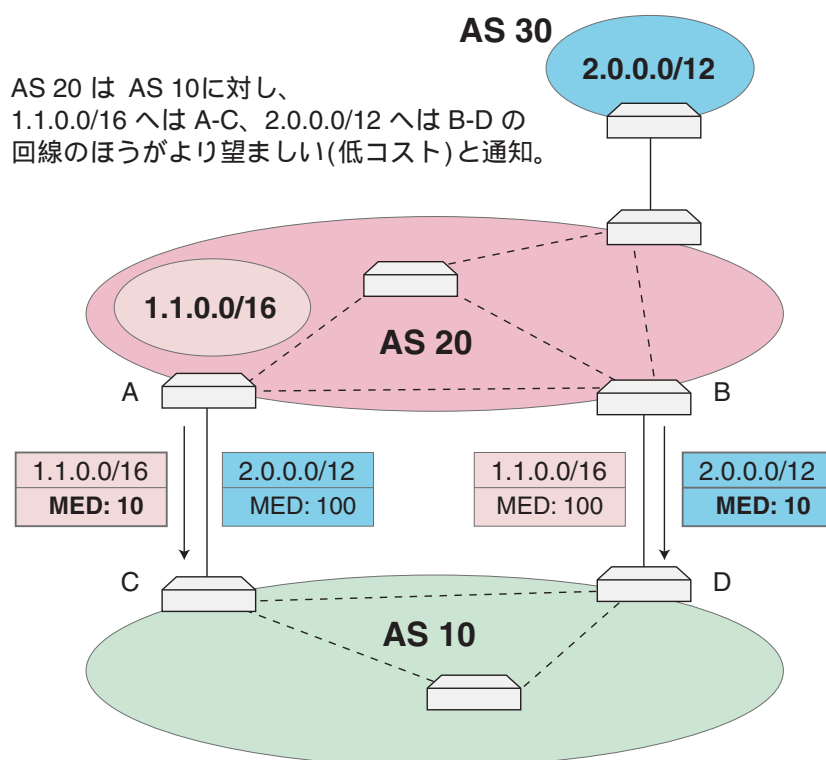 AS 30
2.0.0.0/12
AS 20 は AS 10に対し、
1.1.0.0/16 へは A-C、2.0.0.0/12 へは B-D の
回線のほうがより望ましい(低コスト)と通知。
1.1.0.0/16
AS 20
A
B
1.1.0.0/16
MED: 10
2.0.0.0/12
MED: 100
1.1.0.0/16
MED: 100
2.0.0.0/12
MED: 10
C
D
AS 10